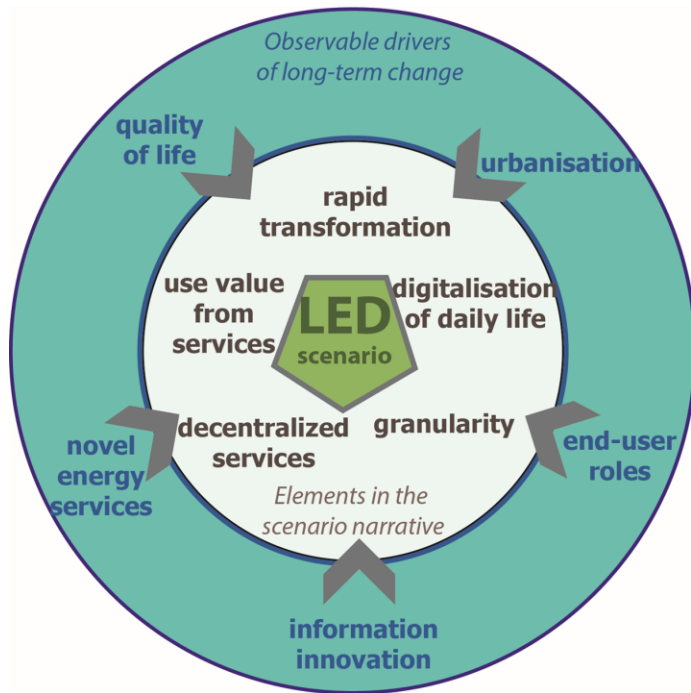 Observable drivers
of long-term change
quality
of life
urbanisation
rapid
transformation
use value
from
services
LED
scenario
digitalisation
of daily life
decentralized
services
granularity
novel
energy
services
end-user
roles
Elements in the
scenario narrative
information
innovation